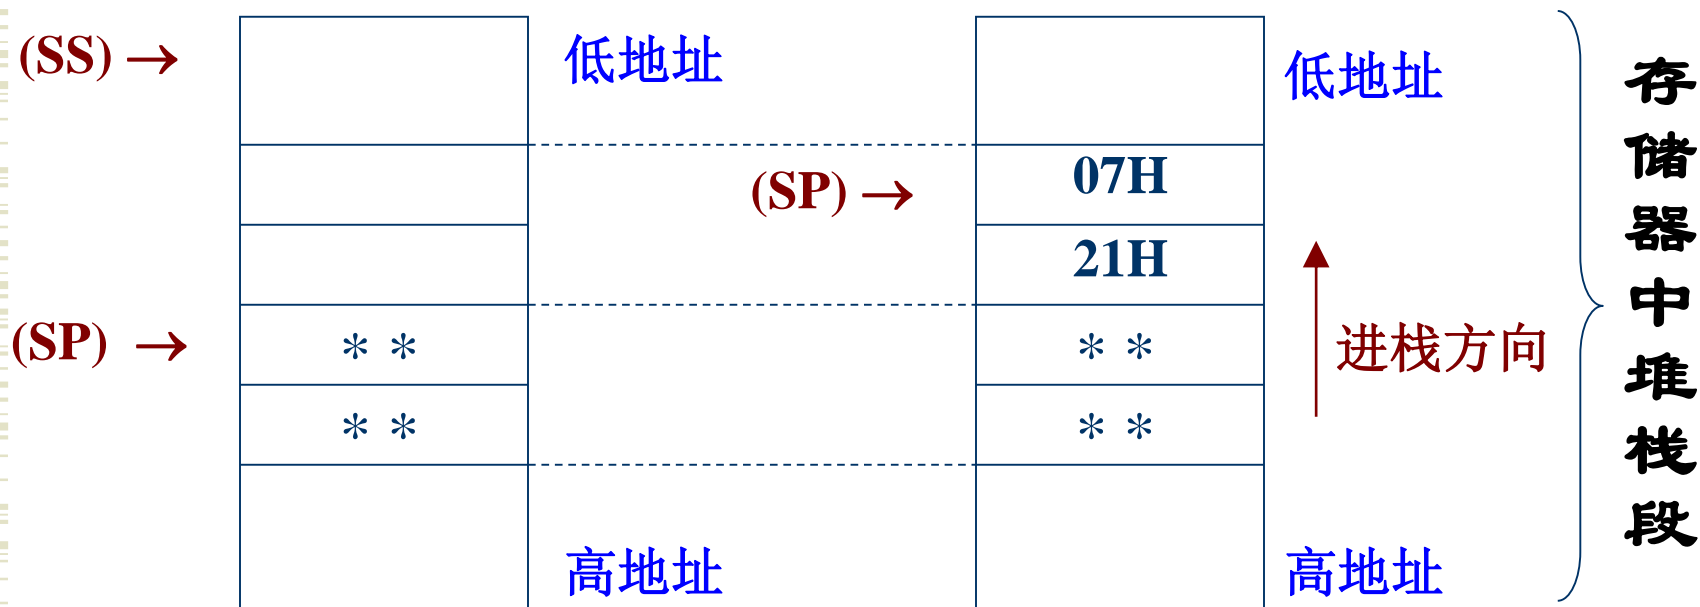 (SS) →
低地址
低地址
(SP) →
07H
21H
(SP) →
* *
* *
* *
* *
进栈方向
高地址
高地址
存储器中堆栈段